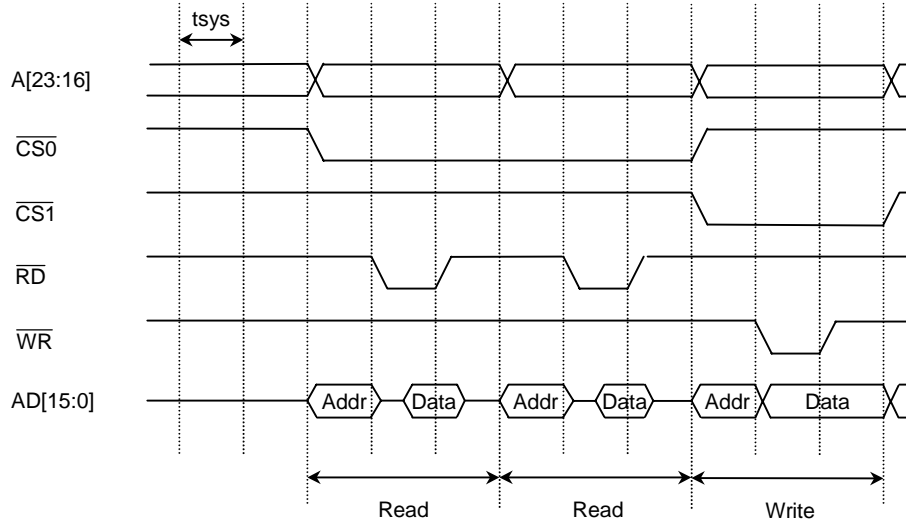 tsys
A[23:16]
CS0
CS1
RD
WR
AD[15:0] Addr Data Addr Data Addr Data
Read Read Write